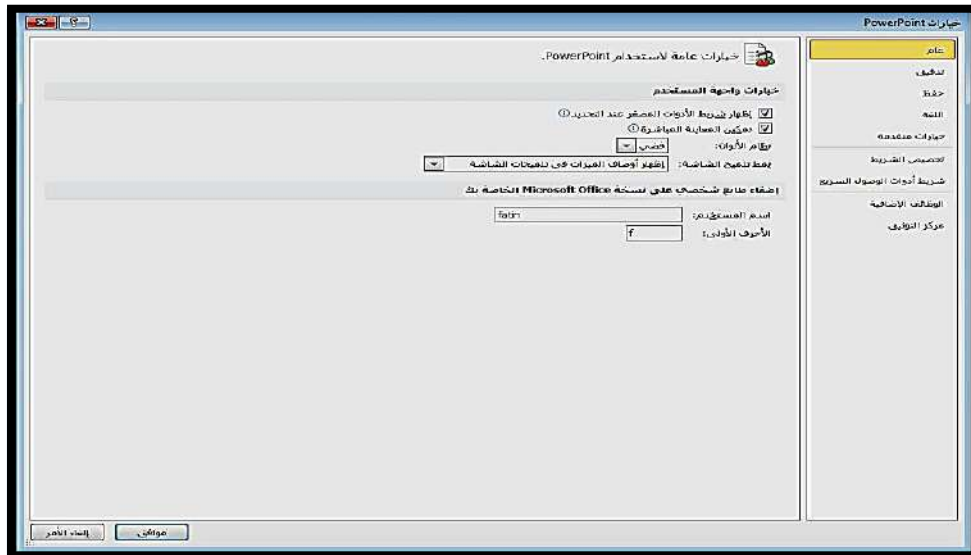 خيارات PowerPoint
عام
تدقيق
حفظ
اللغة
خيارات متقدمة
تخصيص الشريط
شريط أدوات الوصول السريع
الوظائف الإضافية
مركز التوثيق
خيارات عامة لاستخدام PowerPoint.
خيارات واجهة المستخدم
إظهار شريط الأدوات المصغر عند التحديد
تمكين المعاينة المباشرة
نظام الألوان: فضي
نمط تلميح الشاشة: إظهار أوصاف الميزات في تلميحات الشاشة
إضفاء طابع شخصي على نسخة Microsoft Office الخاصة بك
اسم المستخدم: fatin
الأحرف الأولى: f
موافق
إلغاء الأمر